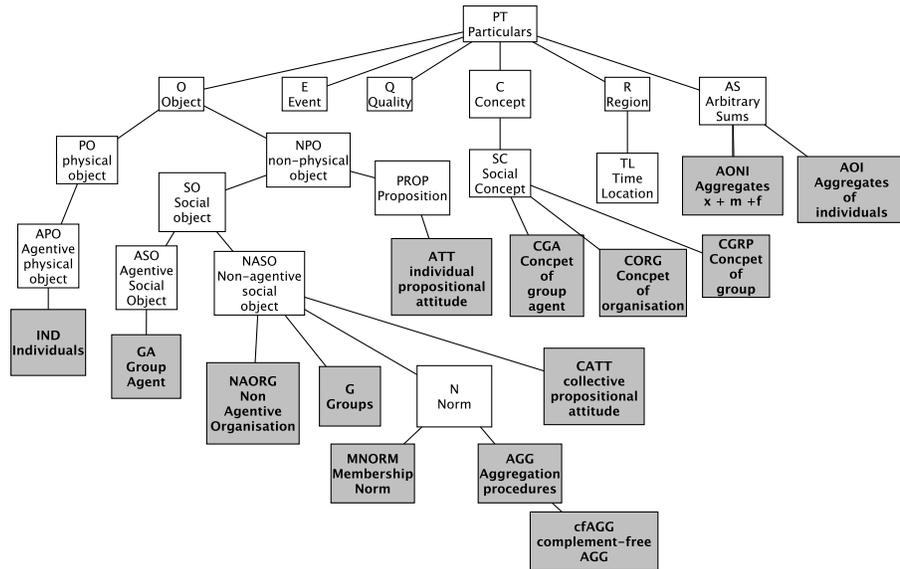 PT
Particulars
O
Object
E
Event
Q
Quality
C
Concept
R
Region
AS
Arbitrary
Sums
PO
physical
object
NPO
non-physical
object
PROP
Proposition
SC
Social
Concept
TL
Time
Location
AONI
Aggregates
x + m +f
AOI
Aggregates
of
individuals
SO
Social
object
APO
Agentive
physical
object
ASO
Agentive
Social
Object
NASO
Non-agentive
social
object
ATT
individual
propositional
attitude
CGA
Concpet
of
group
agent
CORG
Concpet
of
organisation
CGRP
Concpet
of
group
IND
Individuals
GA
Group
Agent
NAORG
Non
Agentive
Organisation
G
Groups
N
Norm
CATT
collective
propositional
attitude
MNORM
Membership
Norm
AGG
Aggregation
procedures
cfAGG
complement-free
AGG